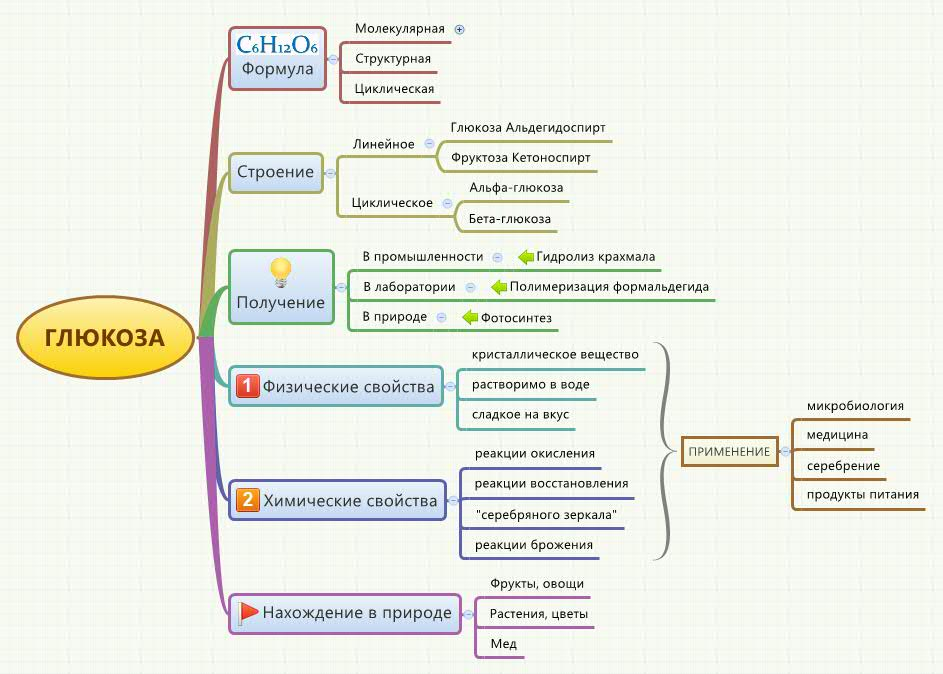 ГЛЮКОЗА
C₆H₁₂O₆
Формула
Молекулярная
Структурная
Циклическая
Строение
Линейное
Глюкоза Альдегидоспирт
Фруктоза Кетоноспирт
Циклическое
Альфа-глюкоза
Бета-глюкоза
Получение
В промышленности
Гидролиз крахмала
В лаборатории
Полимеризация формальдегида
В природе
Фотосинтез
1 Физические свойства
кристаллическое вещество
растворимо в воде
сладкое на вкус
2 Химические свойства
реакции окисления
реакции восстановления
"серебряного зеркала"
реакции брожения
ПРИМЕНЕНИЕ
микробиология
медицина
серебрение
продукты питания
Нахождение в природе
Фрукты, овощи
Растения, цветы
Мед